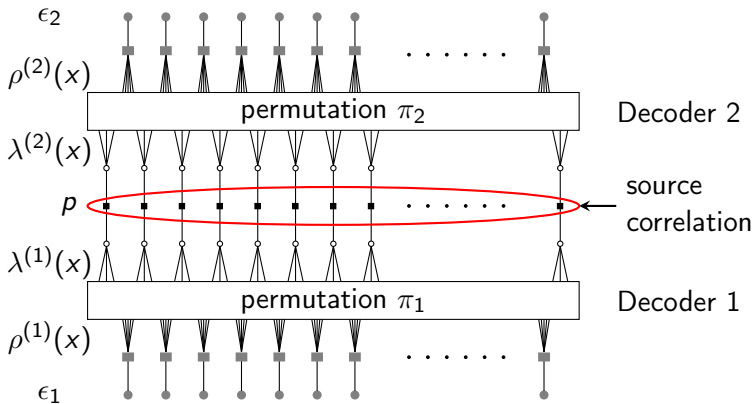 ϵ₂
ρ⁽²⁾(x)
permutation π₂
Decoder 2
λ⁽²⁾(x)
p
source
correlation
λ⁽¹⁾(x)
permutation π₁
Decoder 1
ρ⁽¹⁾(x)
ϵ₁